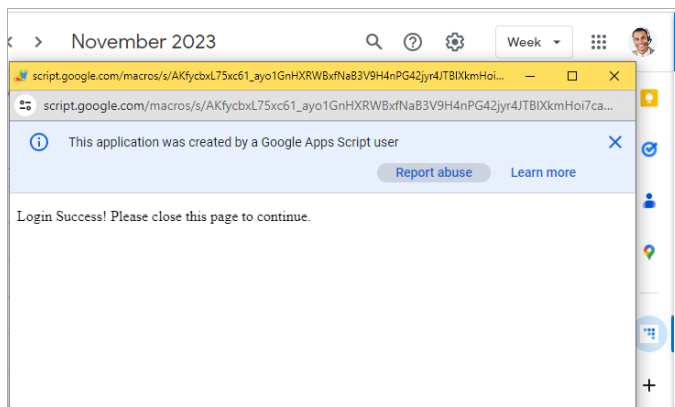 November 2023
Week
script.google.com/macros/s/AKfycbxL75xc61_ayo1GnHXRWBxfNaB3V9H4nPG42jyr4JTBlXkmHoi...
script.google.com/macros/s/AKfycbxL75xc61_ayo1GnHXRWBxfNaB3V9H4nPG42jyr4JTBlXkmHoi7ca...
This application was created by a Google Apps Script user
Report abuse
Learn more
Login Success! Please close this page to continue.